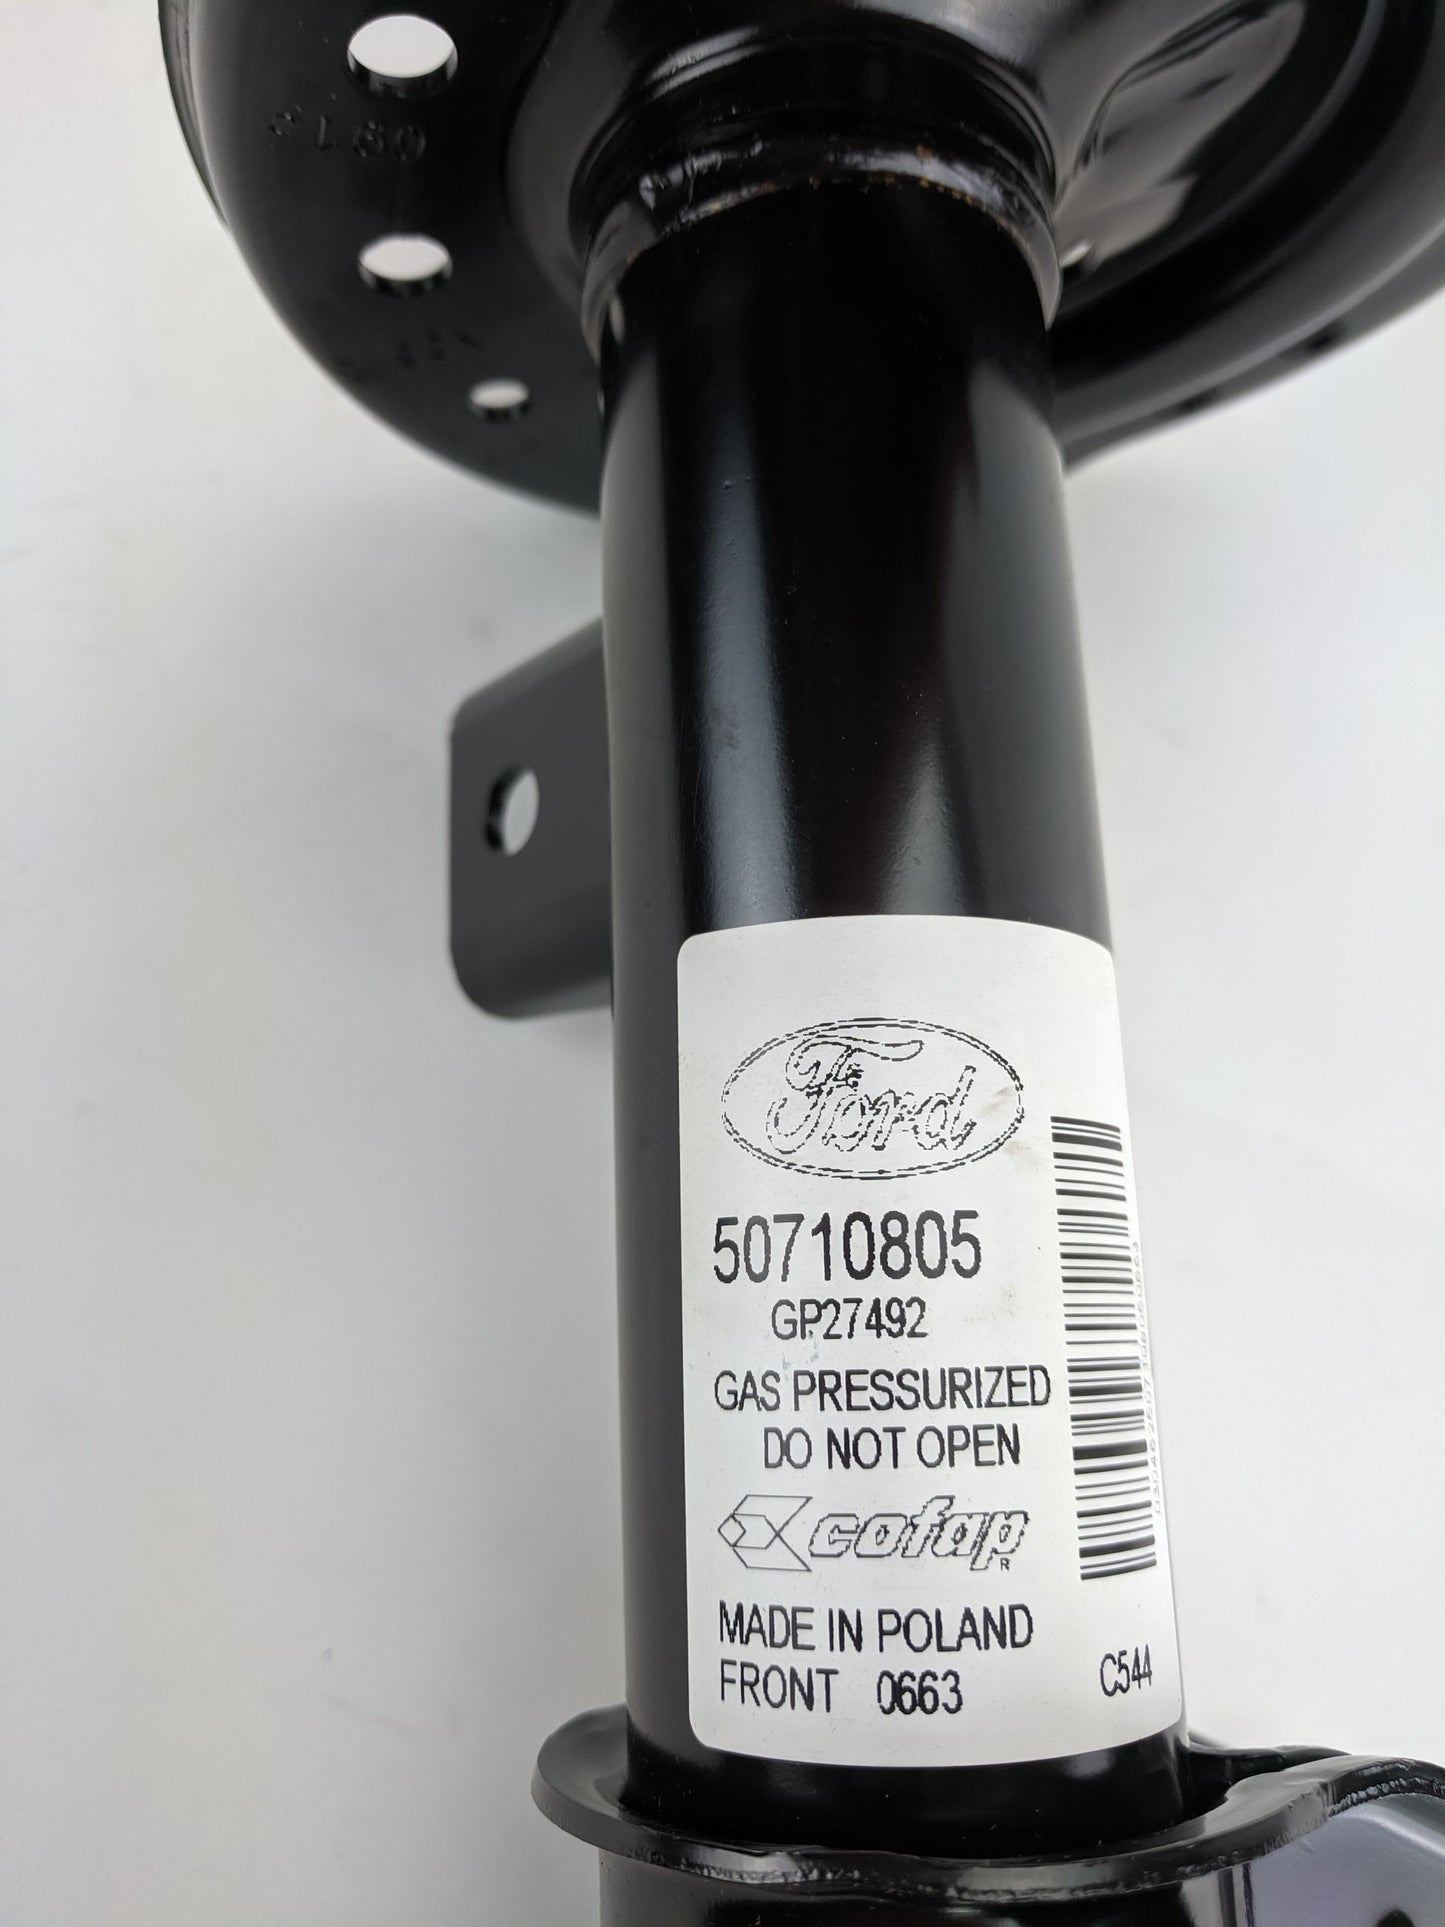 Ford
50710805
GP27492
GAS PRESSURIZED
DO NOT OPEN
cofap
R
MADE IN POLAND
FRONT 0663
C544